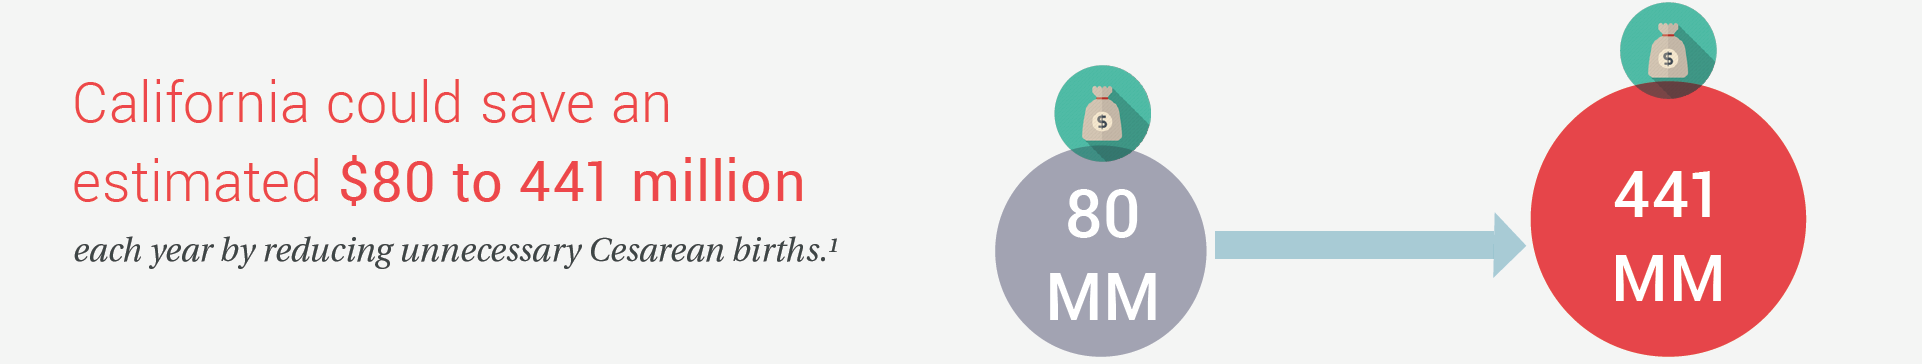 California could save an
estimated $80 to 441 million
each year by reducing unnecessary Cesarean births.¹
$
80
MM
$
441
MM